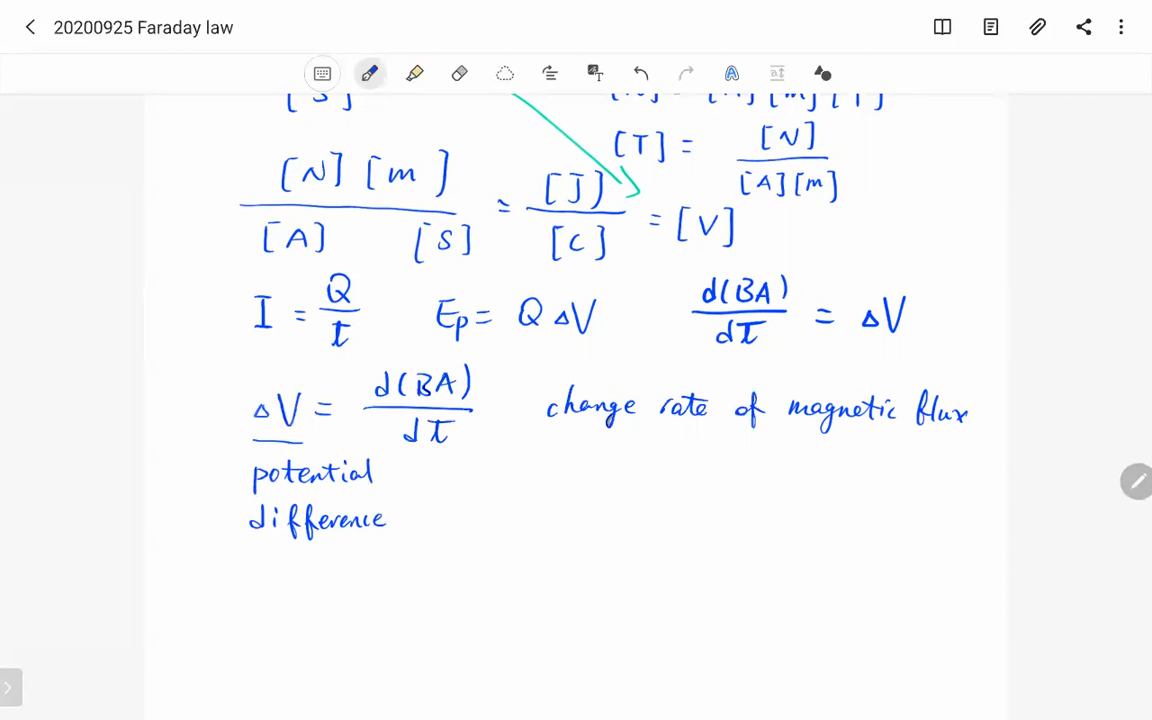 20200925 Faraday law
[S]
[T] = [N] / [A][m]
[N][m] / [A] [S] = [J] / [C] = [V]
I = Q / t   Ep = Q ΔV   d(BA) / dt = ΔV
ΔV = d(BA) / dt   change rate of magnetic flux
potential
difference